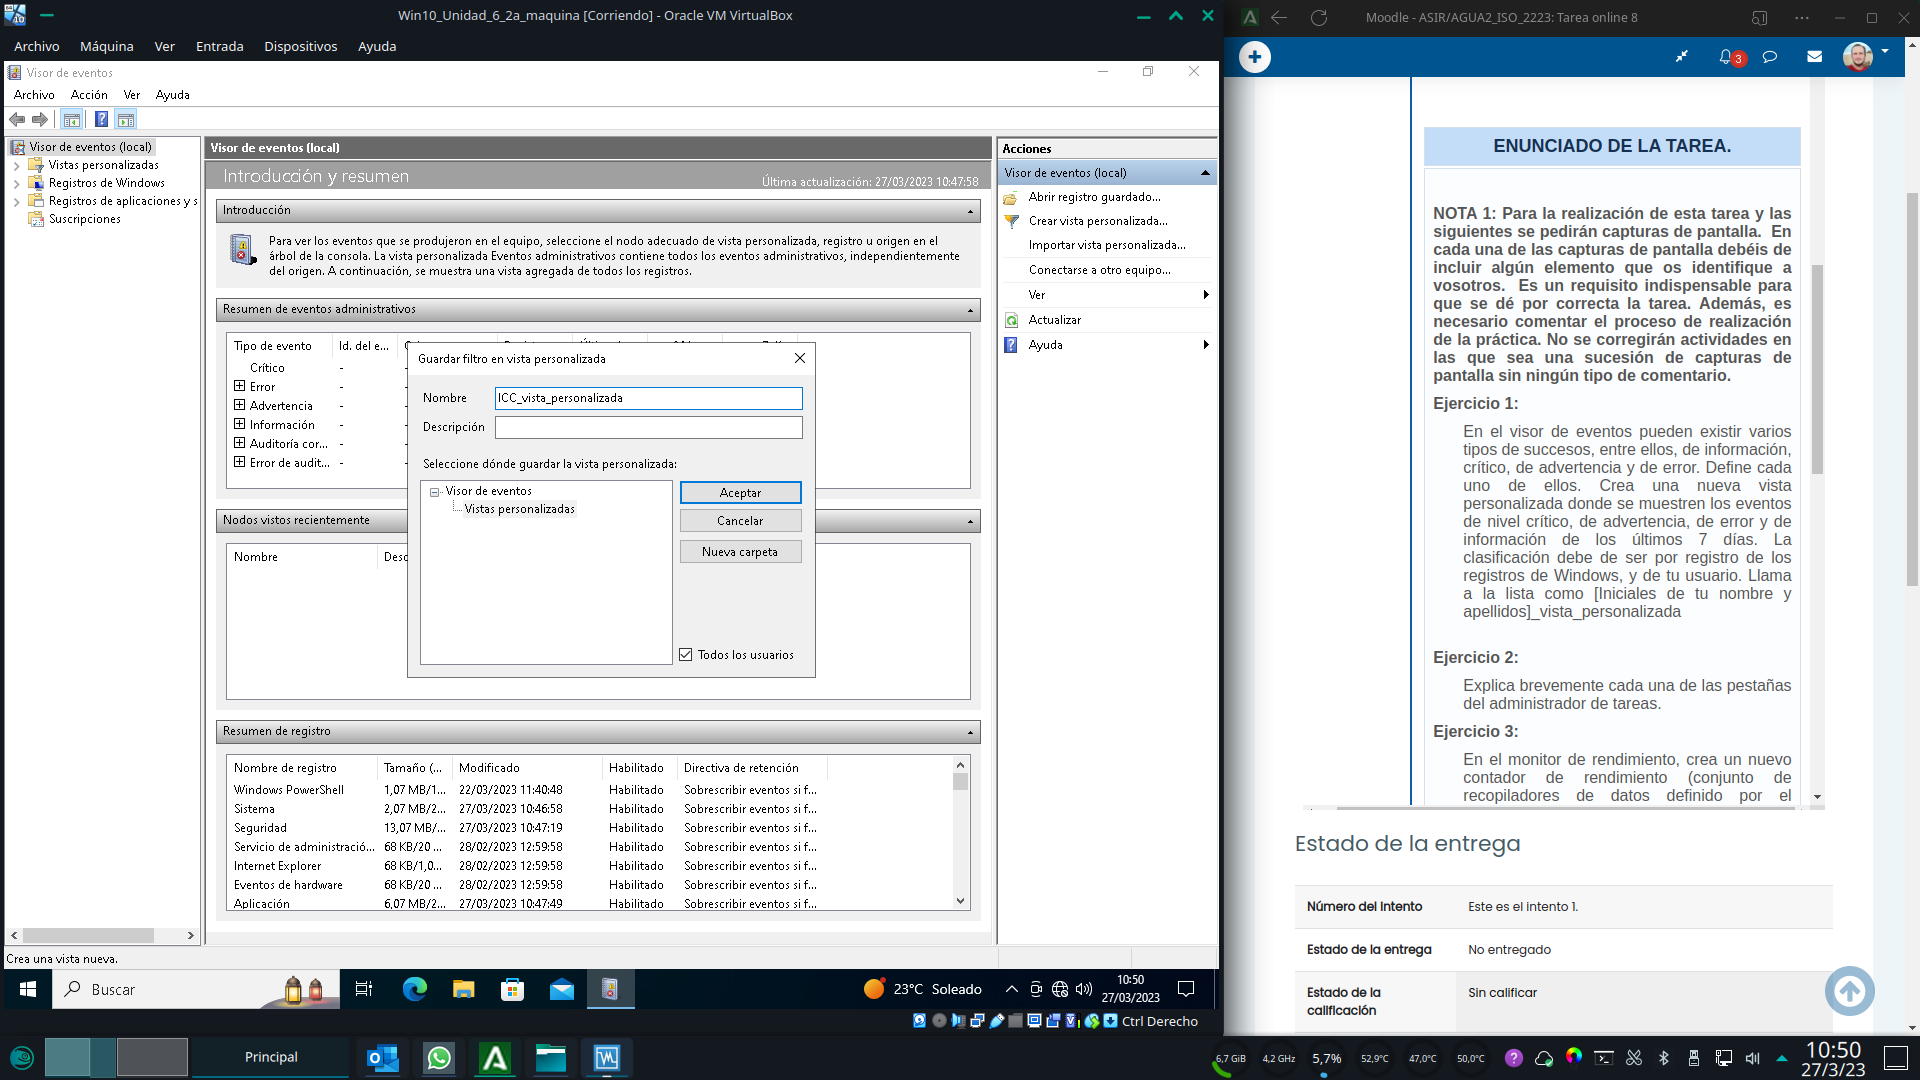 Win10_Unidad_6_2a_maquina [Corriendo] - Oracle VM VirtualBox
Archivo Máquina Ver Entrada Dispositivos Ayuda
Visor de eventos
Archivo Acción Ver Ayuda
Visor de eventos (local)
Vistas personalizadas
Registros de Windows
Registros de aplicaciones y s
Suscripciones
Visor de eventos (local)
Introducción y resumen
Última actualización: 27/03/2023 10:47:58
Introducción
Para ver los eventos que se produjeron en el equipo, seleccione el nodo adecuado de vista personalizada, registro u origen en el
árbol de la consola. La vista personalizada Eventos administrativos contiene todos los eventos administrativos, independientemente
del origen. A continuación, se muestra una vista agregada de todos los registros.
Resumen de eventos administrativos
Tipo de evento Id. del e...
Crítico -
Error -
Advertencia -
Información -
Auditoría cor... -
Error de audit... -
Nodos vistos recientemente
Nombre Desc
Guardar filtro en vista personalizada
Nombre ICC_vista_personalizada
Descripción
Seleccione dónde guardar la vista personalizada:
Visor de eventos
Vistas personalizadas
Aceptar
Cancelar
Nueva carpeta
Todos los usuarios
Resumen de registro
Nombre de registro Tamaño (... Modificado Habilitado Directiva de retención
Windows PowerShell 1,07 MB/1... 22/03/2023 11:40:48 Habilitado Sobrescribir eventos si f...
Sistema 2,07 MB/2... 27/03/2023 10:46:58 Habilitado Sobrescribir eventos si f...
Seguridad 13,07 MB/... 27/03/2023 10:47:19 Habilitado Sobrescribir eventos si f...
Servicio de administració... 68 KB/20 ... 28/02/2023 12:59:58 Habilitado Sobrescribir eventos si f...
Internet Explorer 68 KB/1,0... 28/02/2023 12:59:58 Habilitado Sobrescribir eventos si f...
Eventos de hardware 68 KB/20 ... 28/02/2023 12:59:58 Habilitado Sobrescribir eventos si f...
Aplicación 6,07 MB/2... 27/03/2023 10:47:49 Habilitado Sobrescribir eventos si f...
Acciones
Visor de eventos (local)
Abrir registro guardado...
Crear vista personalizada...
Importar vista personalizada...
Conectarse a otro equipo...
Ver
Actualizar
Ayuda
Crea una vista nueva.
Buscar
23°C Soleado
10:50
27/03/2023
Ctrl Derecho
Moodle - ASIR/AGUA2_ISO_2223: Tarea online 8
3
ENUNCIADO DE LA TAREA.
NOTA 1: Para la realización de esta tarea y las
siguientes se pedirán capturas de pantalla. En
cada una de las capturas de pantalla debéis de
incluir algún elemento que os identifique a
vosotros. Es un requisito indispensable para
que se dé por correcta la tarea. Además, es
necesario comentar el proceso de realización
de la práctica. No se corregirán actividades en
las que sea una sucesión de capturas de
pantalla sin ningún tipo de comentario.
Ejercicio 1:
En el visor de eventos pueden existir varios
tipos de sucesos, entre ellos, de información,
crítico, de advertencia y de error. Define cada
uno de ellos. Crea una nueva vista
personalizada donde se muestren los eventos
de nivel crítico, de advertencia, de error y de
información de los últimos 7 días. La
clasificación debe de ser por registro de los
registros de Windows, y de tu usuario. Llama
a la lista como [Iniciales de tu nombre y
apellidos]_vista_personalizada
Ejercicio 2:
Explica brevemente cada una de las pestañas
del administrador de tareas.
Ejercicio 3:
En el monitor de rendimiento, crea un nuevo
contador de rendimiento (conjunto de
recopiladores de datos definido por el
Estado de la entrega
Número del Intento Este es el intento 1.
Estado de la entrega No entregado
Estado de la calificación Sin calificar
Principal
6,7 GiB 4,2 GHz 5,7% 52,9°C 47,0°C 50,0°C
10:50
27/3/23